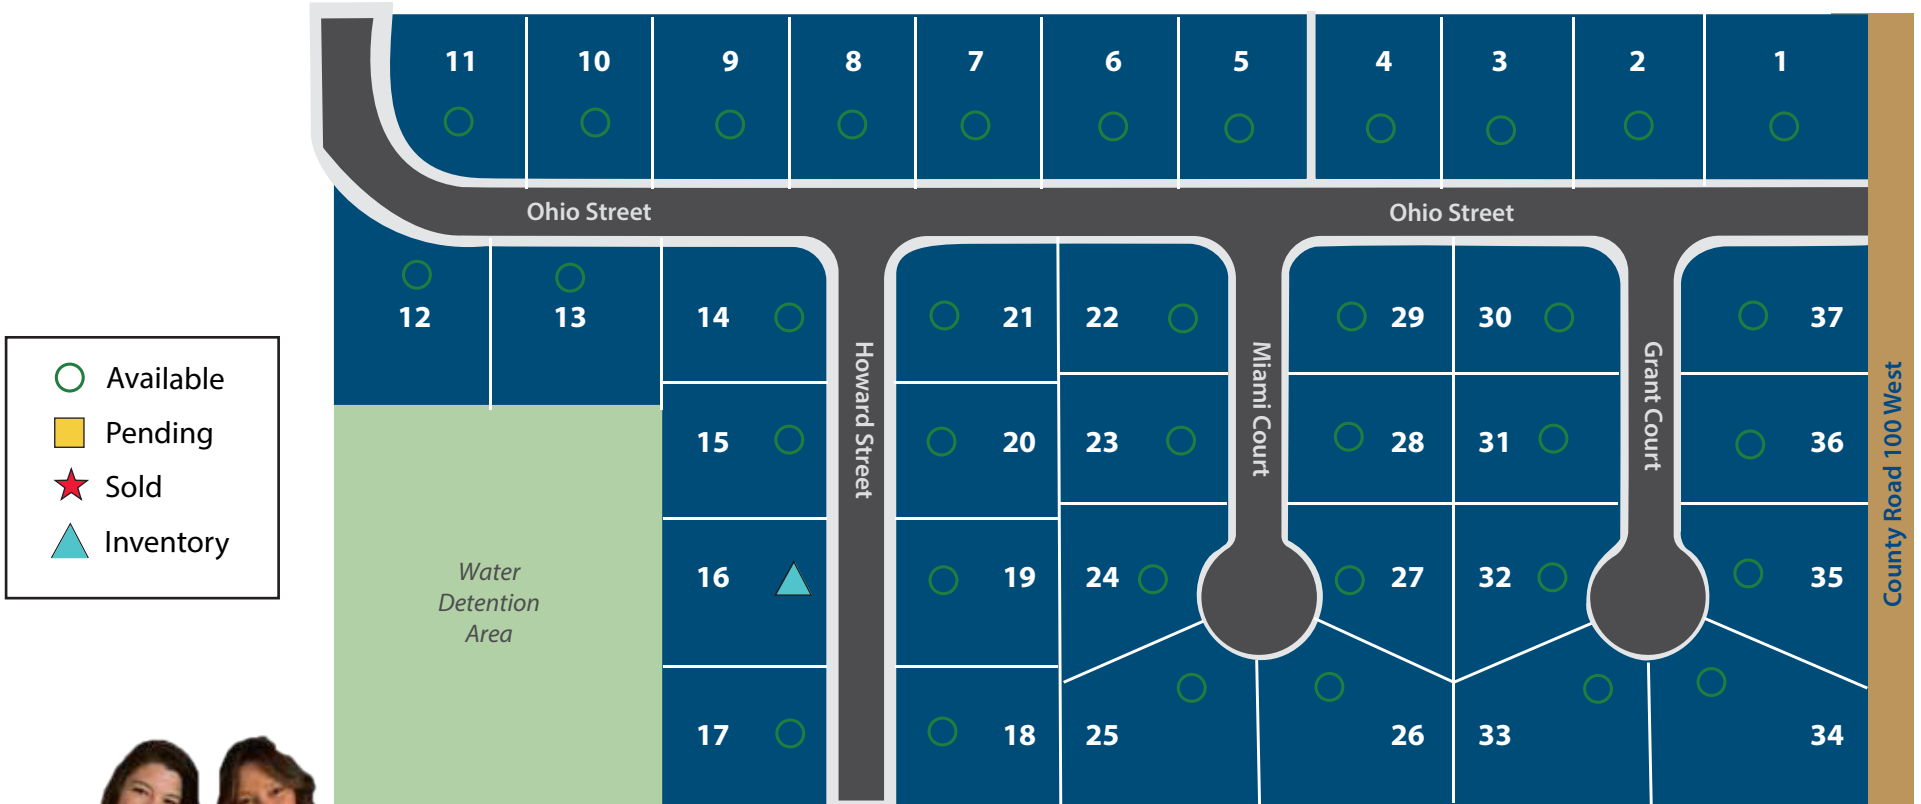 11 10 9 8 7 6 5 4 3 2 1
Ohio Street Ohio Street
12 13 14 21 22 29 30 37
15 20 23 28 31 36
16 19 24 27 32 35
17 18 25 26 33 34
Howard Street
Miami Court
Grant Court
County Road 100 West
Available
Pending
Sold
Inventory
Water
Detention
Area